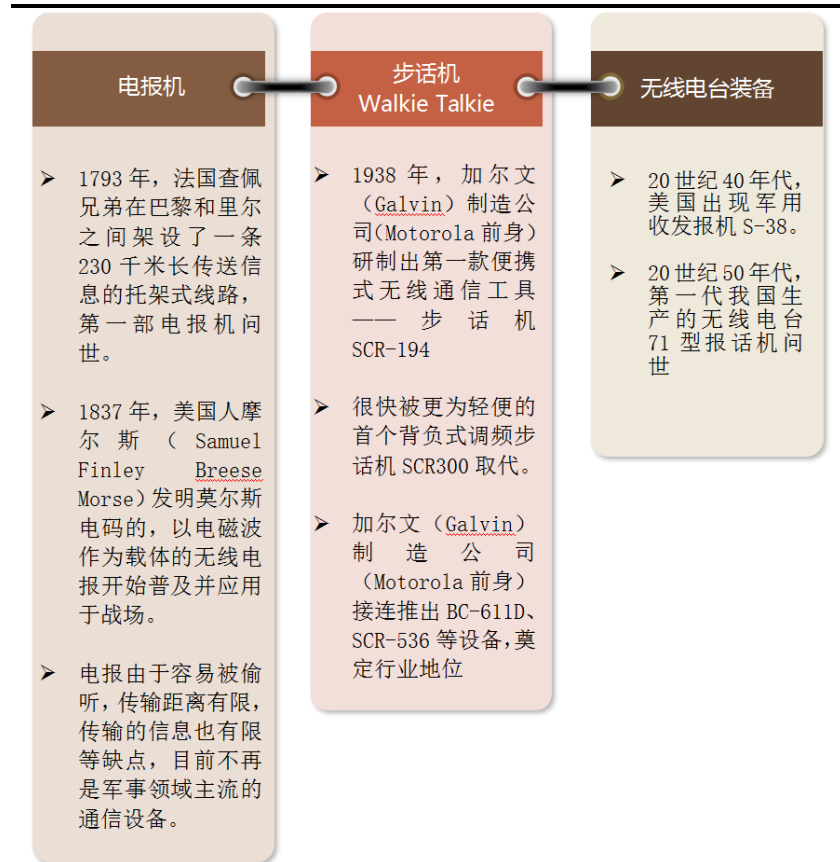 电报机
1793 年，法国查佩
兄弟在巴黎和里尔
之间架设了一条
230 千米长传送信
息的托架式线路，
第一部电报机问
世。
1837 年，美国人摩
尔斯（Samuel
Finley Breese
Morse）发明莫尔斯
电码的，以电磁波
作为载体的无线电
报开始普及并应用
于战场。
电报由于容易被偷
听，传输距离有限，
传输的信息也有限
等缺点，目前不再
是军事领域主流的
通信设备。
步话机
Walkie Talkie
1938 年，加尔文
（Galvin）制造公
司(Motorola 前身)
研制出第一款便携
式无线通信工具
——步话机
SCR-194
很快被更为轻便的
首个背负式调频步
话机 SCR300 取代。
加尔文（Galvin）
制造公司
（Motorola 前身）
接连推出 BC-611D、
SCR-536 等设备，奠
定行业地位
无线电台装备
20 世纪 40 年代，
美国出现军用
收发报机 S-38。
20 世纪 50 年代，
第一代我国生
产的无线电台
71 型报话机问
世